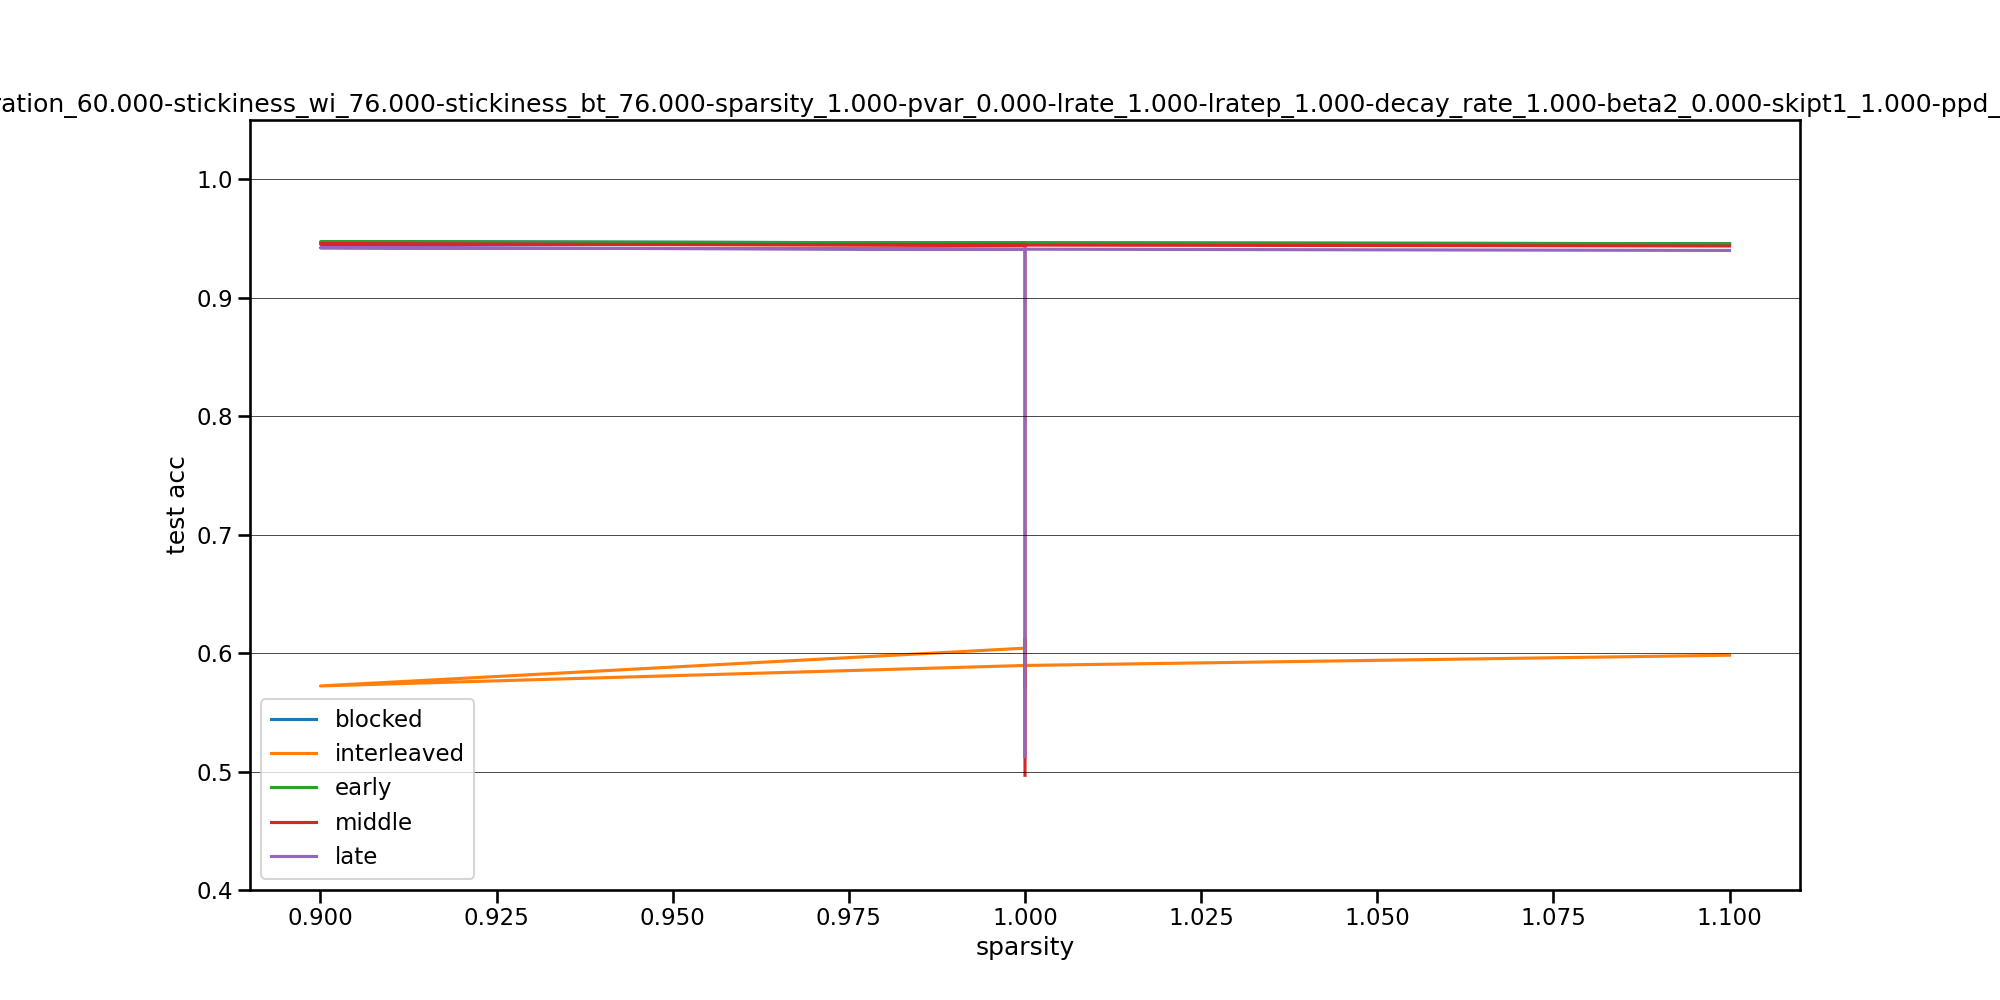 ration_60.000-stickiness_wi_76.000-stickiness_bt_76.000-sparsity_1.000-pvar_0.000-lrate_1.000-lratep_1.000-decay_rate_1.000-beta2_0.000-skipt1_1.000-ppd_
1.0
0.9
0.8
0.7
0.6
0.5
0.4
test acc
blocked
interleaved
early
middle
late
0.900 0.925 0.950 0.975 1.000 1.025 1.050 1.075 1.100
sparsity